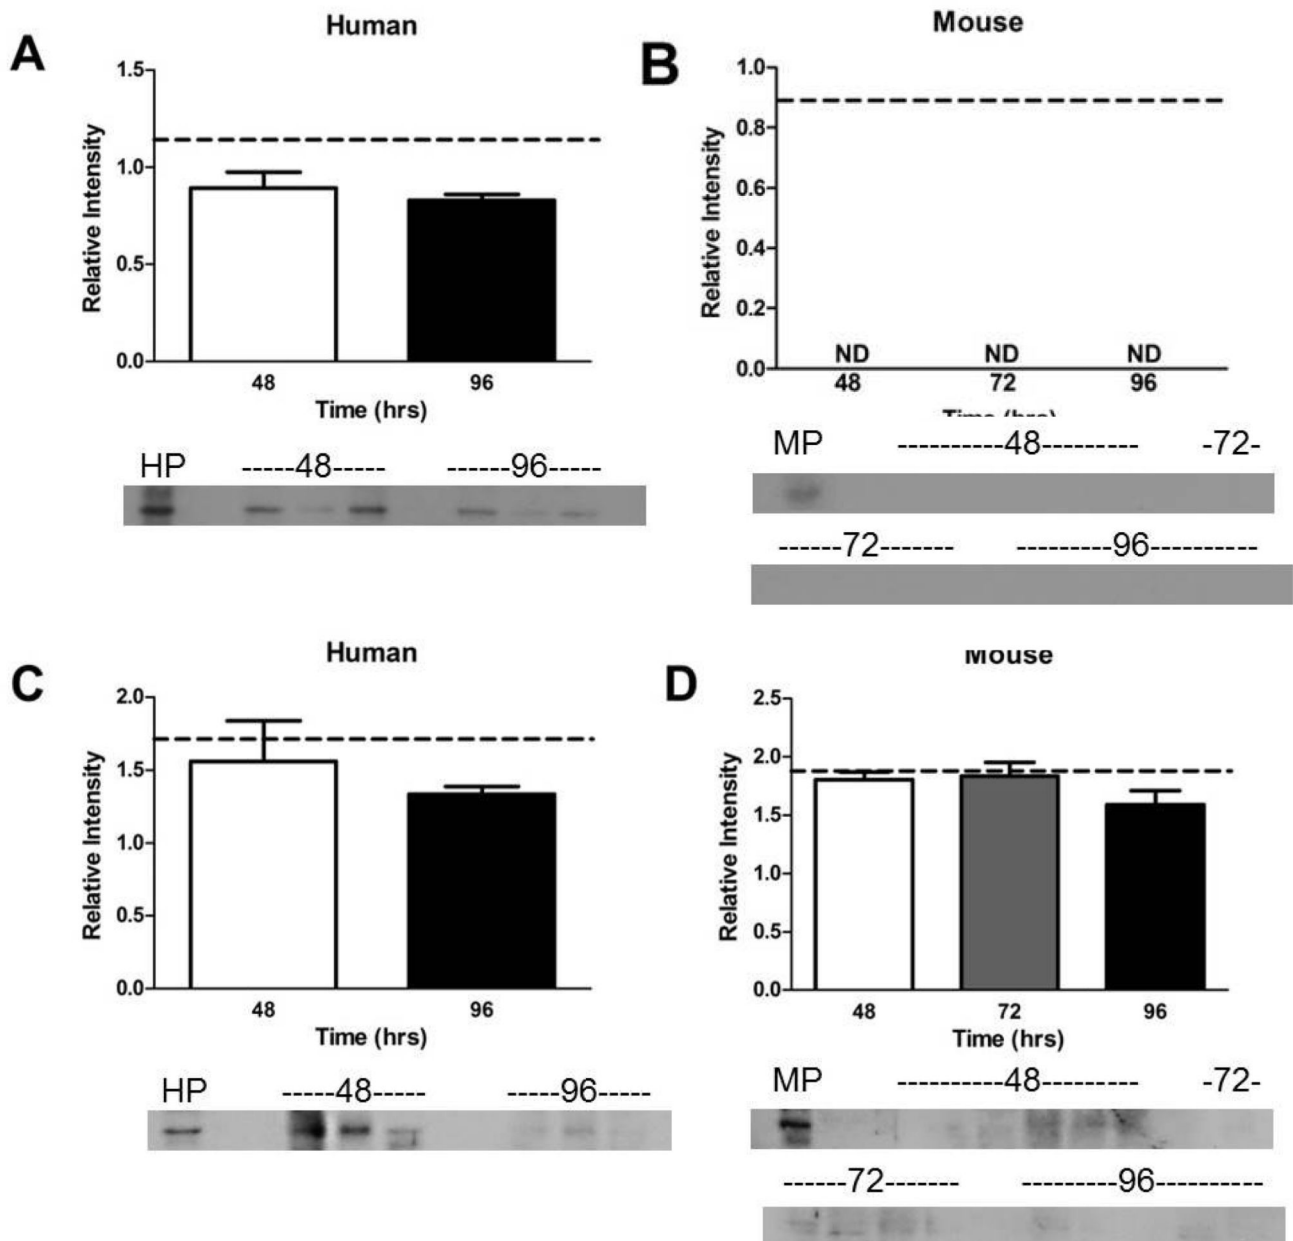 A
Human
1.5
1.0
0.5
0.0
Relative Intensity
48 96
Time (hrs)
HP -----48----- ------96-----
B
Mouse
1.0
0.8
0.6
0.4
0.2
0.0
Relative Intensity
ND ND ND
48 72 96
Time (hrs)
MP ----------48--------- -72-
------72------- ---------96----------
C
Human
2.0
1.5
1.0
0.5
0.0
Relative Intensity
48 96
Time (hrs)
HP -----48----- -----96-----
D
Mouse
2.5
2.0
1.5
1.0
0.5
0.0
Relative Intensity
48 72 96
Time (hrs)
MP ----------48--------- -72-
------72------- ---------96----------